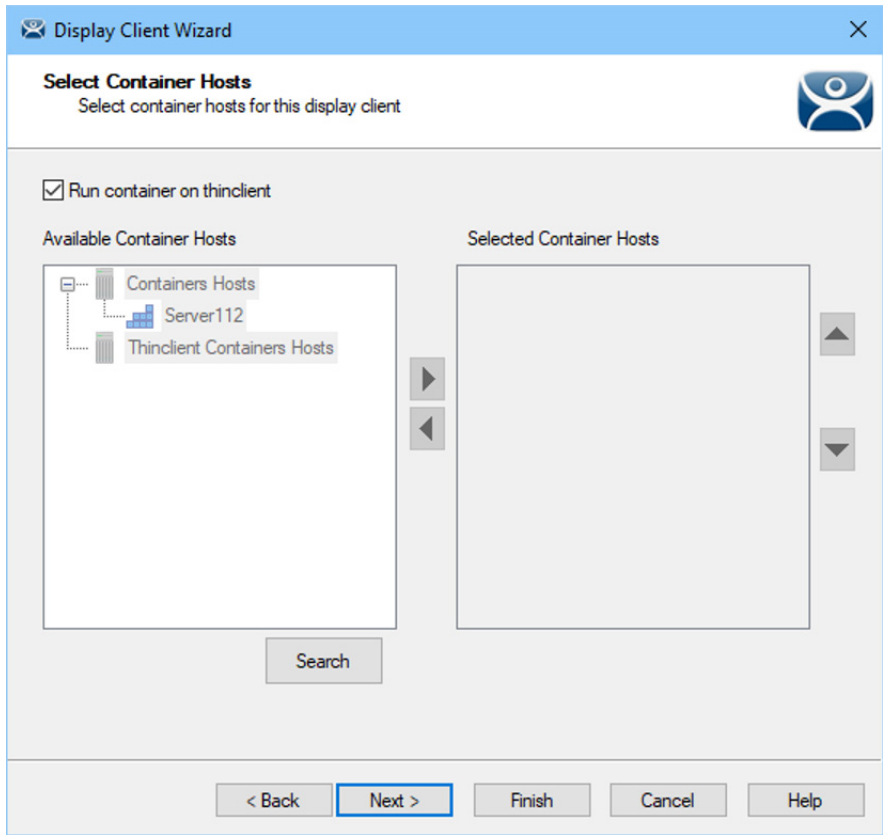 Display Client Wizard
Select Container Hosts
Select container hosts for this display client
Run container on thinclient
Available Container Hosts
Selected Container Hosts
Containers Hosts
Server112
Thinclient Containers Hosts
Search
< Back
Next >
Finish
Cancel
Help